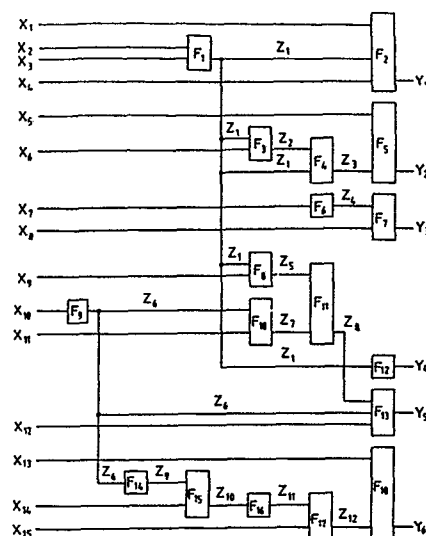 X₁
X₂ F₁ Z₁ F₂
X₃
X₄ Y₁
X₅
Z₁ F₃ Z₂ F₅
X₆ Z₁ F₄ Z₃ Y₂
X₇ F₆ Z₄ F₇
X₈ Y₃
Z₁ F₈ Z₅
X₉ F₁₁
X₁₀ F₉ Z₆ F₁₀ Z₇ Z₈
X₁₁
Z₁ F₁₂ Y₄
Z₆ F₁₃ Y₅
X₁₂
X₁₃
Z₆ F₁₄ Z₉ F₁₅ F₁₈
X₁₄ Z₁₀ F₁₆ Z₁₁
X₁₅ F₁₇ Z₁₂ Y₆